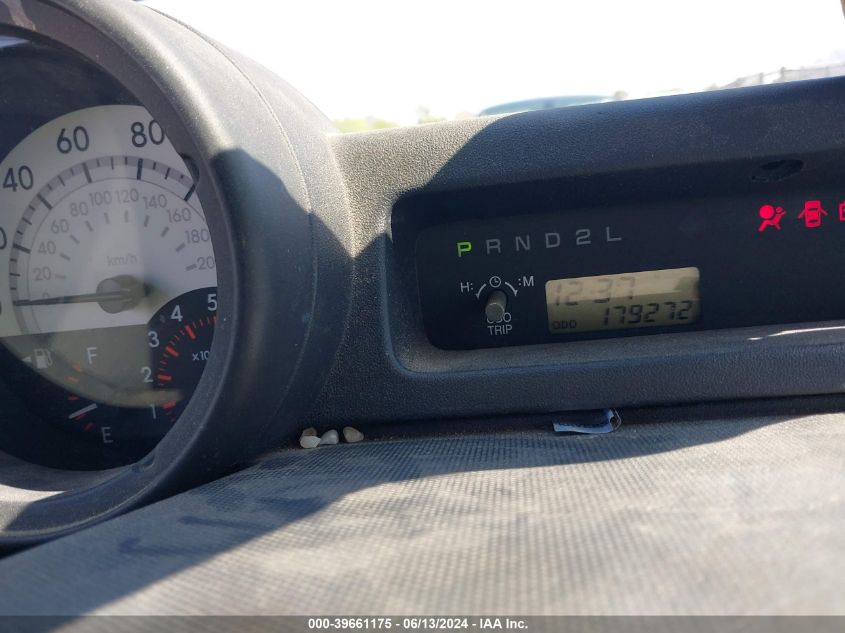 40 60 80
20 40 60 80 100 120 140 160 180 200
km/h
F
E
1 2 3 4 5
x10
P R N D 2 L
H: :M
ODO
TRIP
12:37
ODO 179272
000-39661175 - 06/13/2024 - IAA Inc.